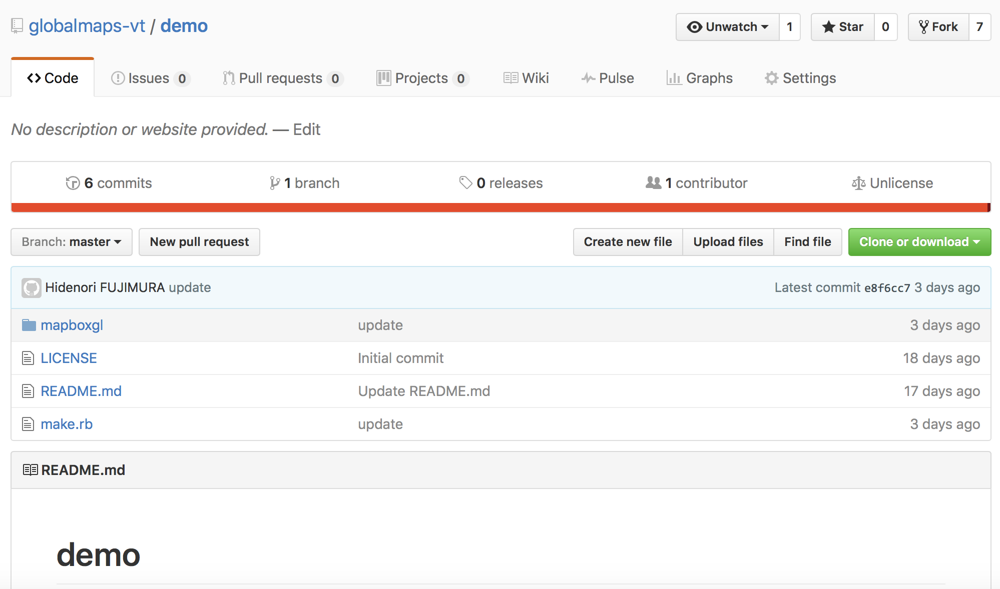 globalmaps-vt / demo
Unwatch 1 Star 0 Fork 7
Code Issues 0 Pull requests 0 Projects 0 Wiki Pulse Graphs Settings
No description or website provided. — Edit
6 commits 1 branch 0 releases 1 contributor Unlicense
Branch: master New pull request Create new file Upload files Find file Clone or download
Hidenori FUJIMURA update Latest commit e8f6cc7 3 days ago
mapboxgl update 3 days ago
LICENSE Initial commit 18 days ago
README.md Update README.md 17 days ago
make.rb update 3 days ago
README.md
demo